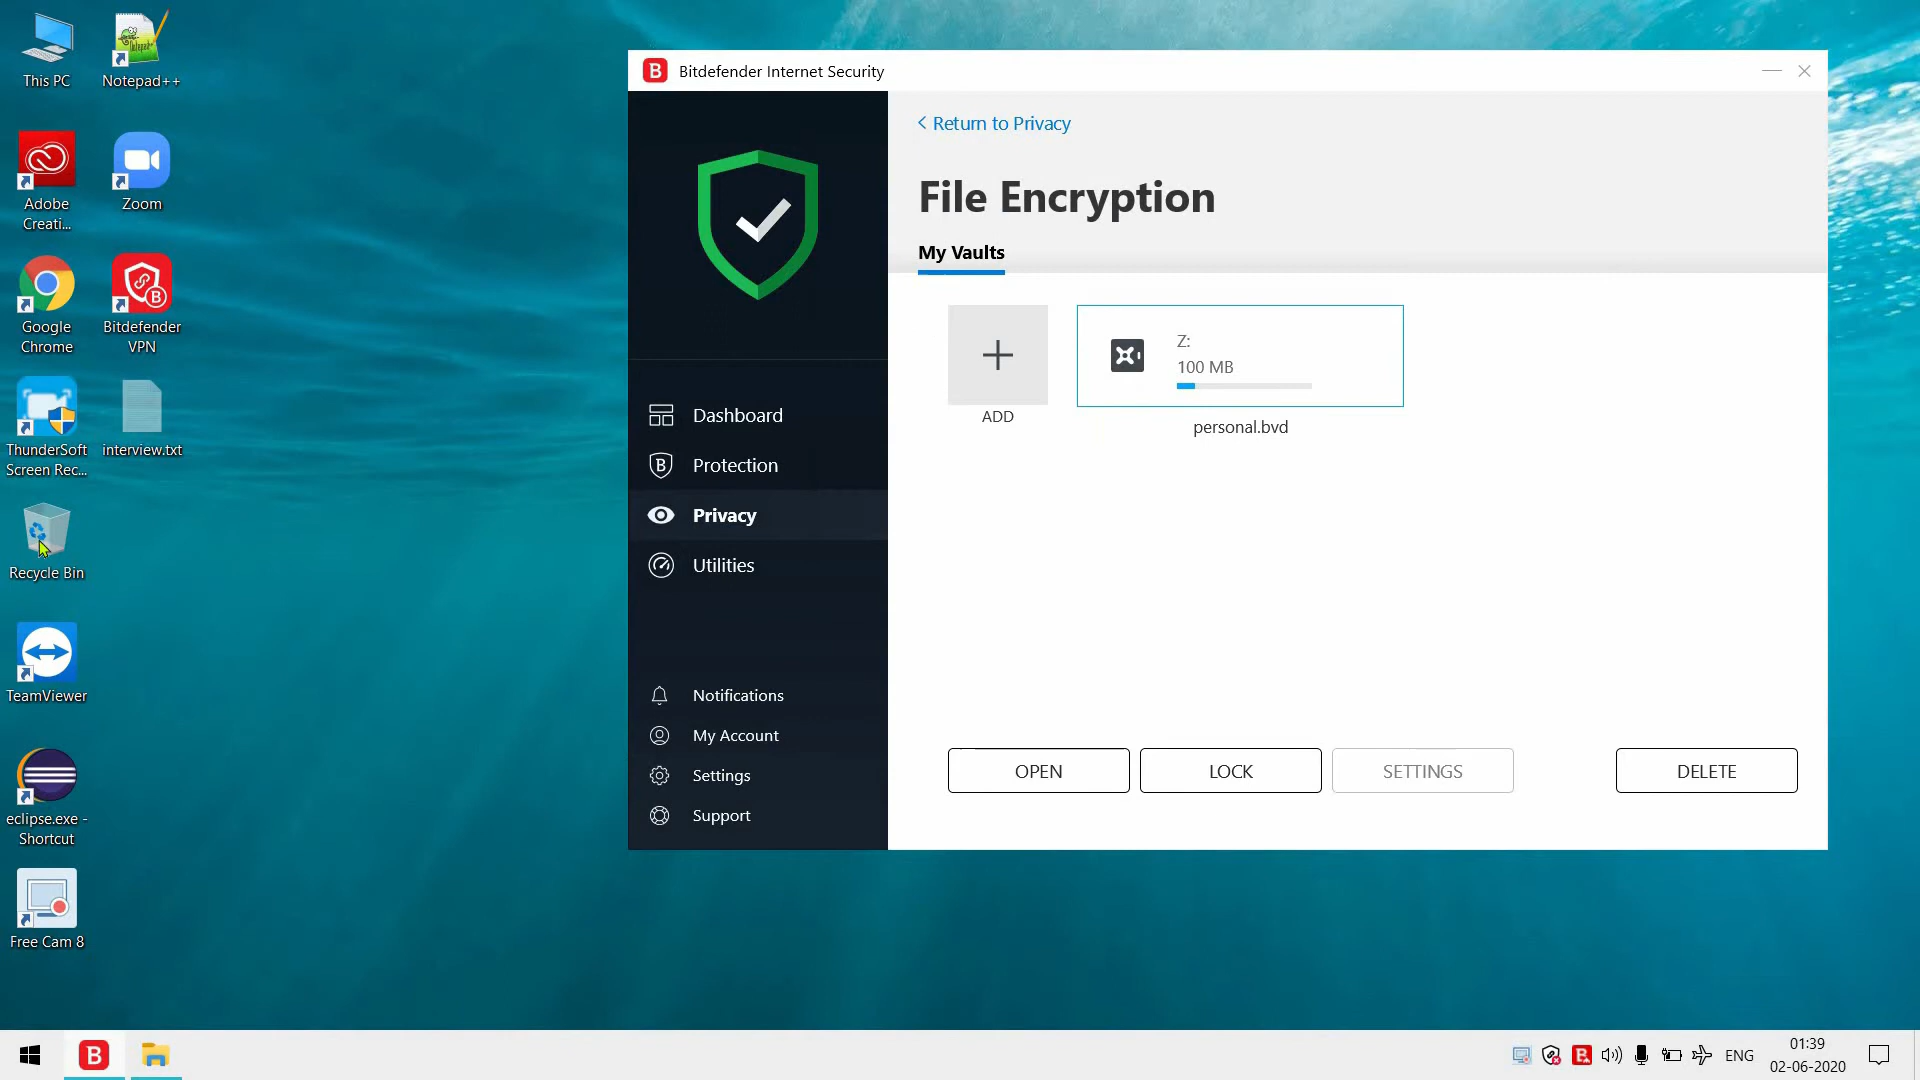 This PC
Notepad++
Adobe
Creati...
Zoom
Google
Chrome
Bitdefender
VPN
ThunderSoft
Screen Rec...
interview.txt
Recycle Bin
TeamViewer
eclipse.exe -
Shortcut
Free Cam 8
B Bitdefender Internet Security
Return to Privacy
File Encryption
My Vaults
ADD
Z:
100 MB
personal.bvd
Dashboard
Protection
Privacy
Utilities
Notifications
My Account
Settings
Support
OPEN
LOCK
SETTINGS
DELETE
B
ENG
01:39
02-06-2020